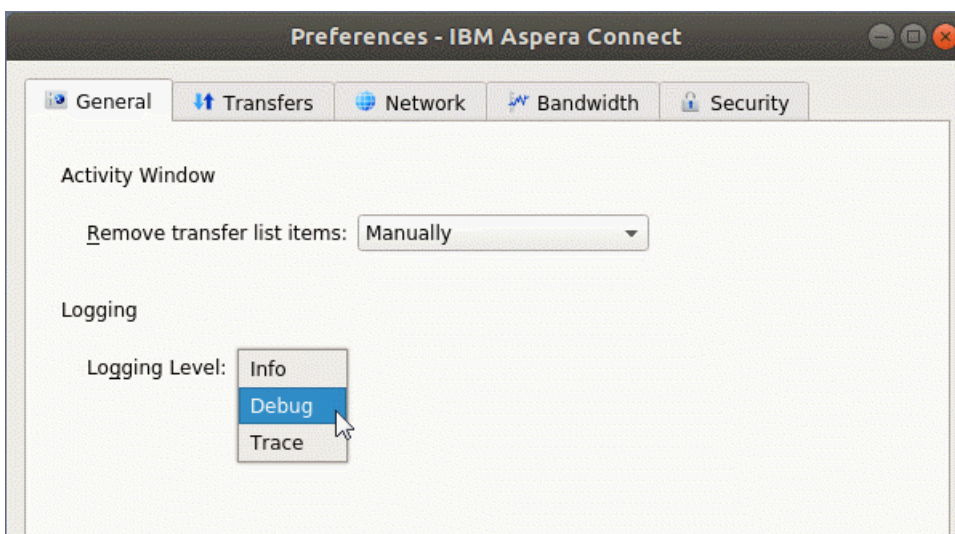 Preferences - IBM Aspera Connect
General Transfers Network Bandwidth Security
Activity Window
Remove transfer list items: Manually
Logging
Logging Level: Info
Debug
Trace